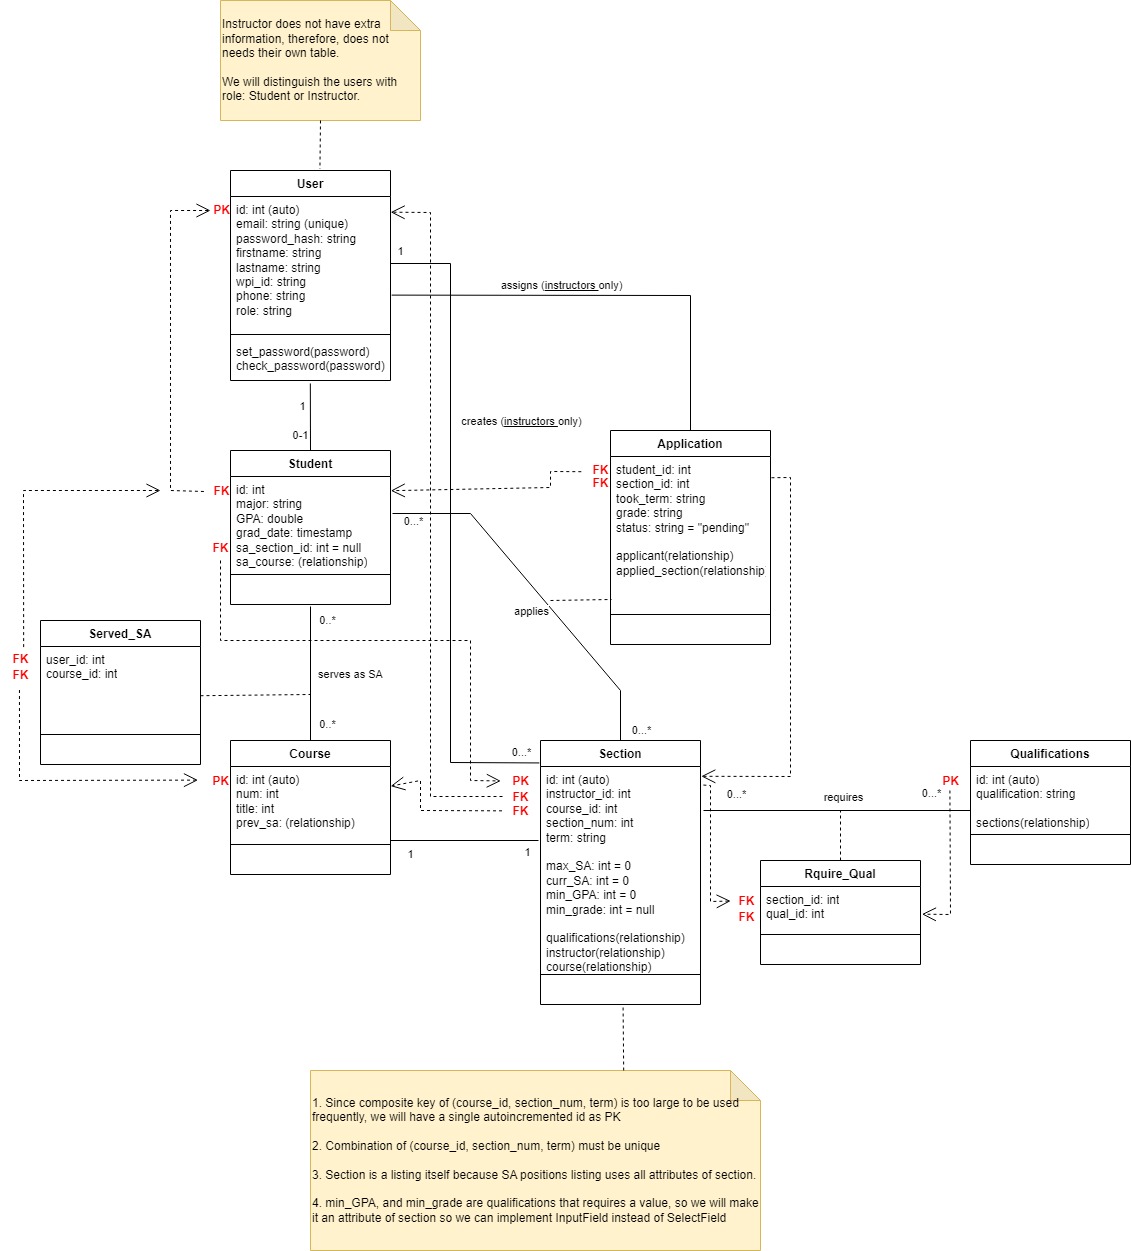 Instructor does not have extra
information, therefore, does not
needs their own table.
We will distinguish the users with
role: Student or Instructor.
User
PK
id: int (auto)
email: string (unique)
password_hash: string
firstname: string
lastname: string
wpi_id: string
phone: string
role: string
set_password(password)
check_password(password)
1
assigns (instructors only)
1
0-1
creates (instructors only)
Student
FK
id: int
major: string
GPA: double
grad_date: timestamp
FK
sa_section_id: int = null
sa_course: (relationship)
0...*
Application
FK
student_id: int
FK
section_id: int
took_term: string
grade: string
status: string = "pending"
applicant(relationship)
applied_section(relationship
applies
0..*
serves as SA
0..*
Served_SA
FK
user_id: int
FK
course_id: int
Course
PK
id: int (auto)
num: int
title: int
prev_sa: (relationship)
1
1
0...*
0...*
Section
PK
id: int (auto)
FK
instructor_id: int
FK
course_id: int
section_num: int
term: string
max_SA: int = 0
curr_SA: int = 0
min_GPA: int = 0
min_grade: int = null
qualifications(relationship)
instructor(relationship)
course(relationship)
0...*
requires
0...*
Qualifications
PK
id: int (auto)
qualification: string
sections(relationship)
Rquire_Qual
FK
section_id: int
FK
qual_id: int
1. Since composite key of (course_id, section_num, term) is too large to be used
frequently, we will have a single autoincremented id as PK
2. Combination of (course_id, section_num, term) must be unique
3. Section is a listing itself because SA positions listing uses all attributes of section.
4. min_GPA, and min_grade are qualifications that requires a value, so we will make
it an attribute of section so we can implement InputField instead of SelectField